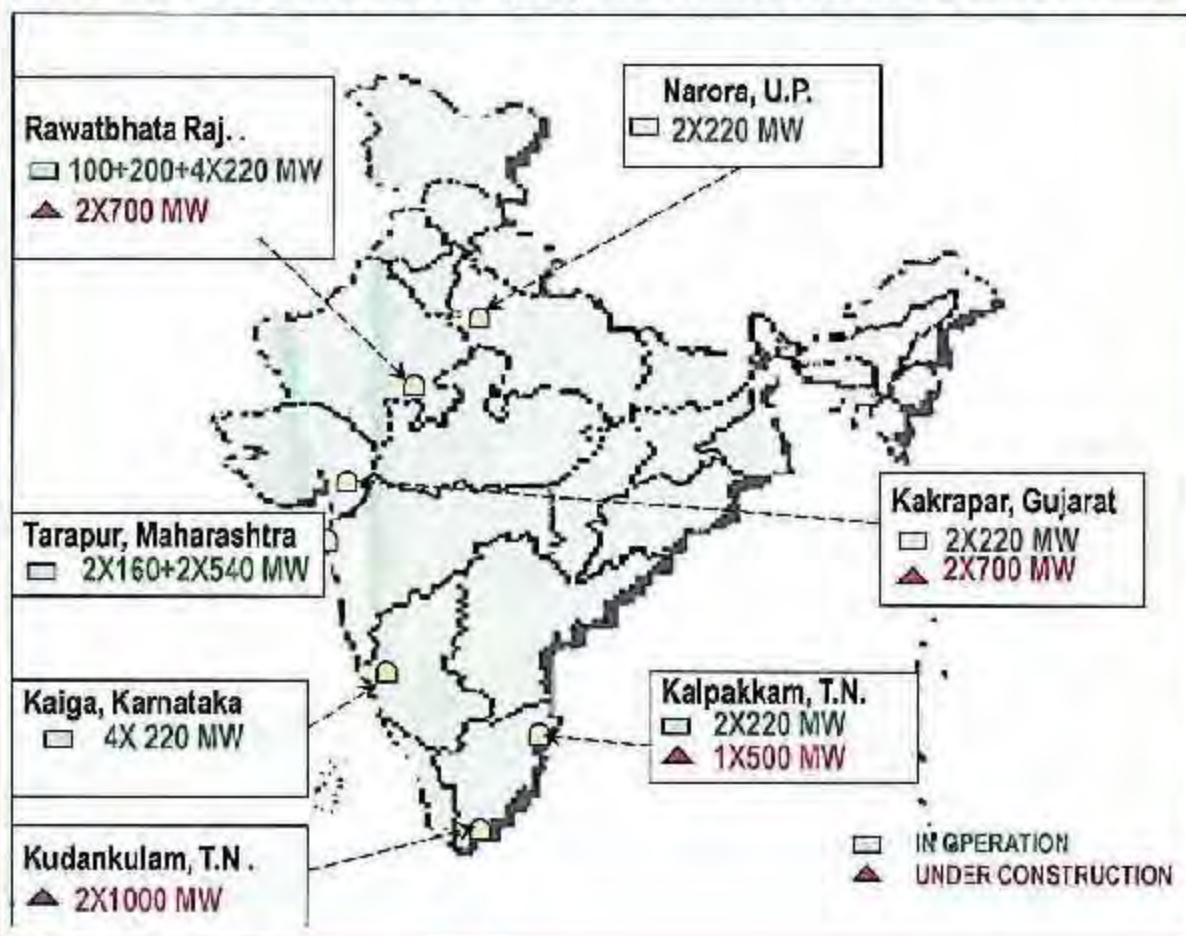 Rawatbhata Raj. .
100+200+4X220 MW
2X700 MW
Narora, U.P.
2X220 MW
Tarapur, Maharashtra
2X160+2X540 MW
Kakrapar, Gujarat
2X220 MW
2X700 MW
Kaiga, Karnataka
4X 220 MW
Kalpakkam, T.N.
2X220 MW
1X500 MW
Kudankulam, T.N .
2X1000 MW
IN OPERATION
UNDER CONSTRUCTION